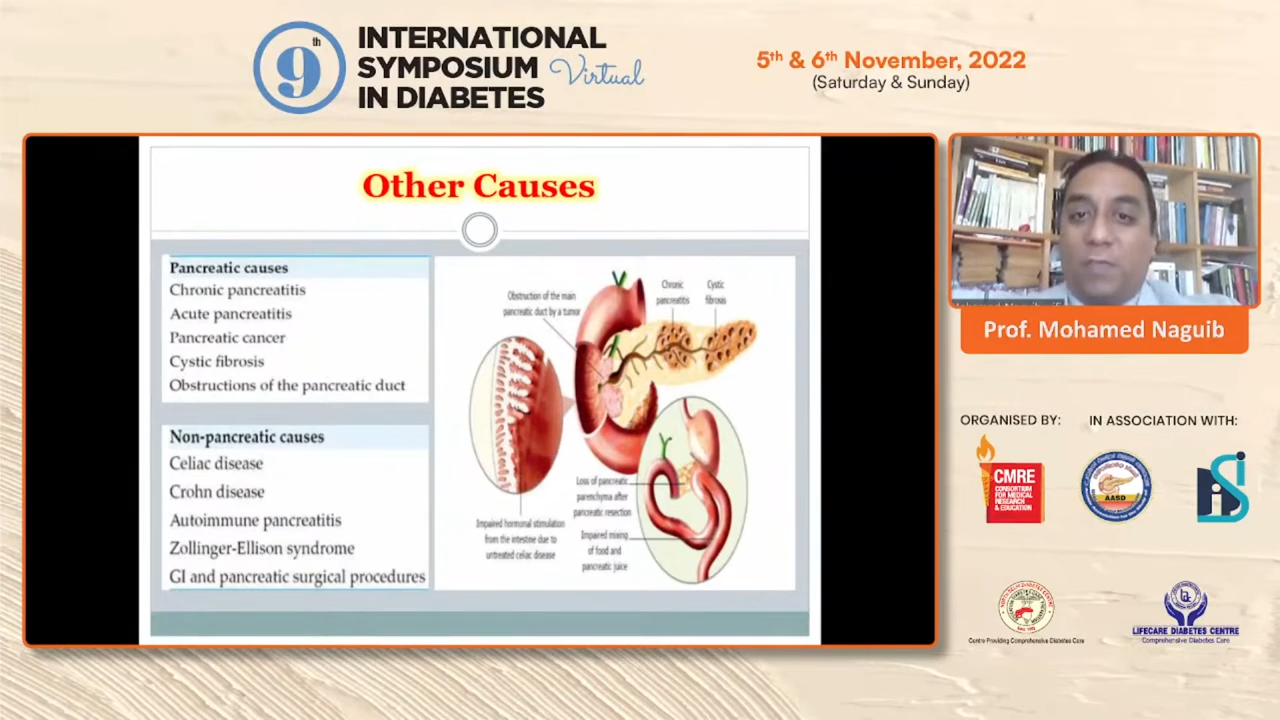 9th
INTERNATIONAL
SYMPOSIUM Virtual
IN DIABETES
5th & 6th November, 2022
(Saturday & Sunday)
Other Causes
Pancreatic causes
Chronic pancreatitis
Acute pancreatitis
Pancreatic cancer
Cystic fibrosis
Obstructions of the pancreatic duct
Non-pancreatic causes
Celiac disease
Crohn disease
Autoimmune pancreatitis
Zollinger-Ellison syndrome
GI and pancreatic surgical procedures
Obstruction of the main
pancreatic duct by a tumor
Chronic
pancreatitis
Cystic
fibrosis
Impaired hormonal stimulation
from the intestine due to
untreated celiac disease
Loss of pancreatic
parenchyma after
pancreatic resection
Impaired mixing
of food and
pancreatic juice
Prof. Mohamed Naguib
ORGANISED BY:
IN ASSOCIATION WITH:
CMRE
CONSORTIUM
FOR MEDICAL
RESEARCH
& EDUCATION
AASD
Centre Providing Comprehensive Diabetes Care
LIFECARE DIABETES CENTRE
Comprehensive Diabetes Care